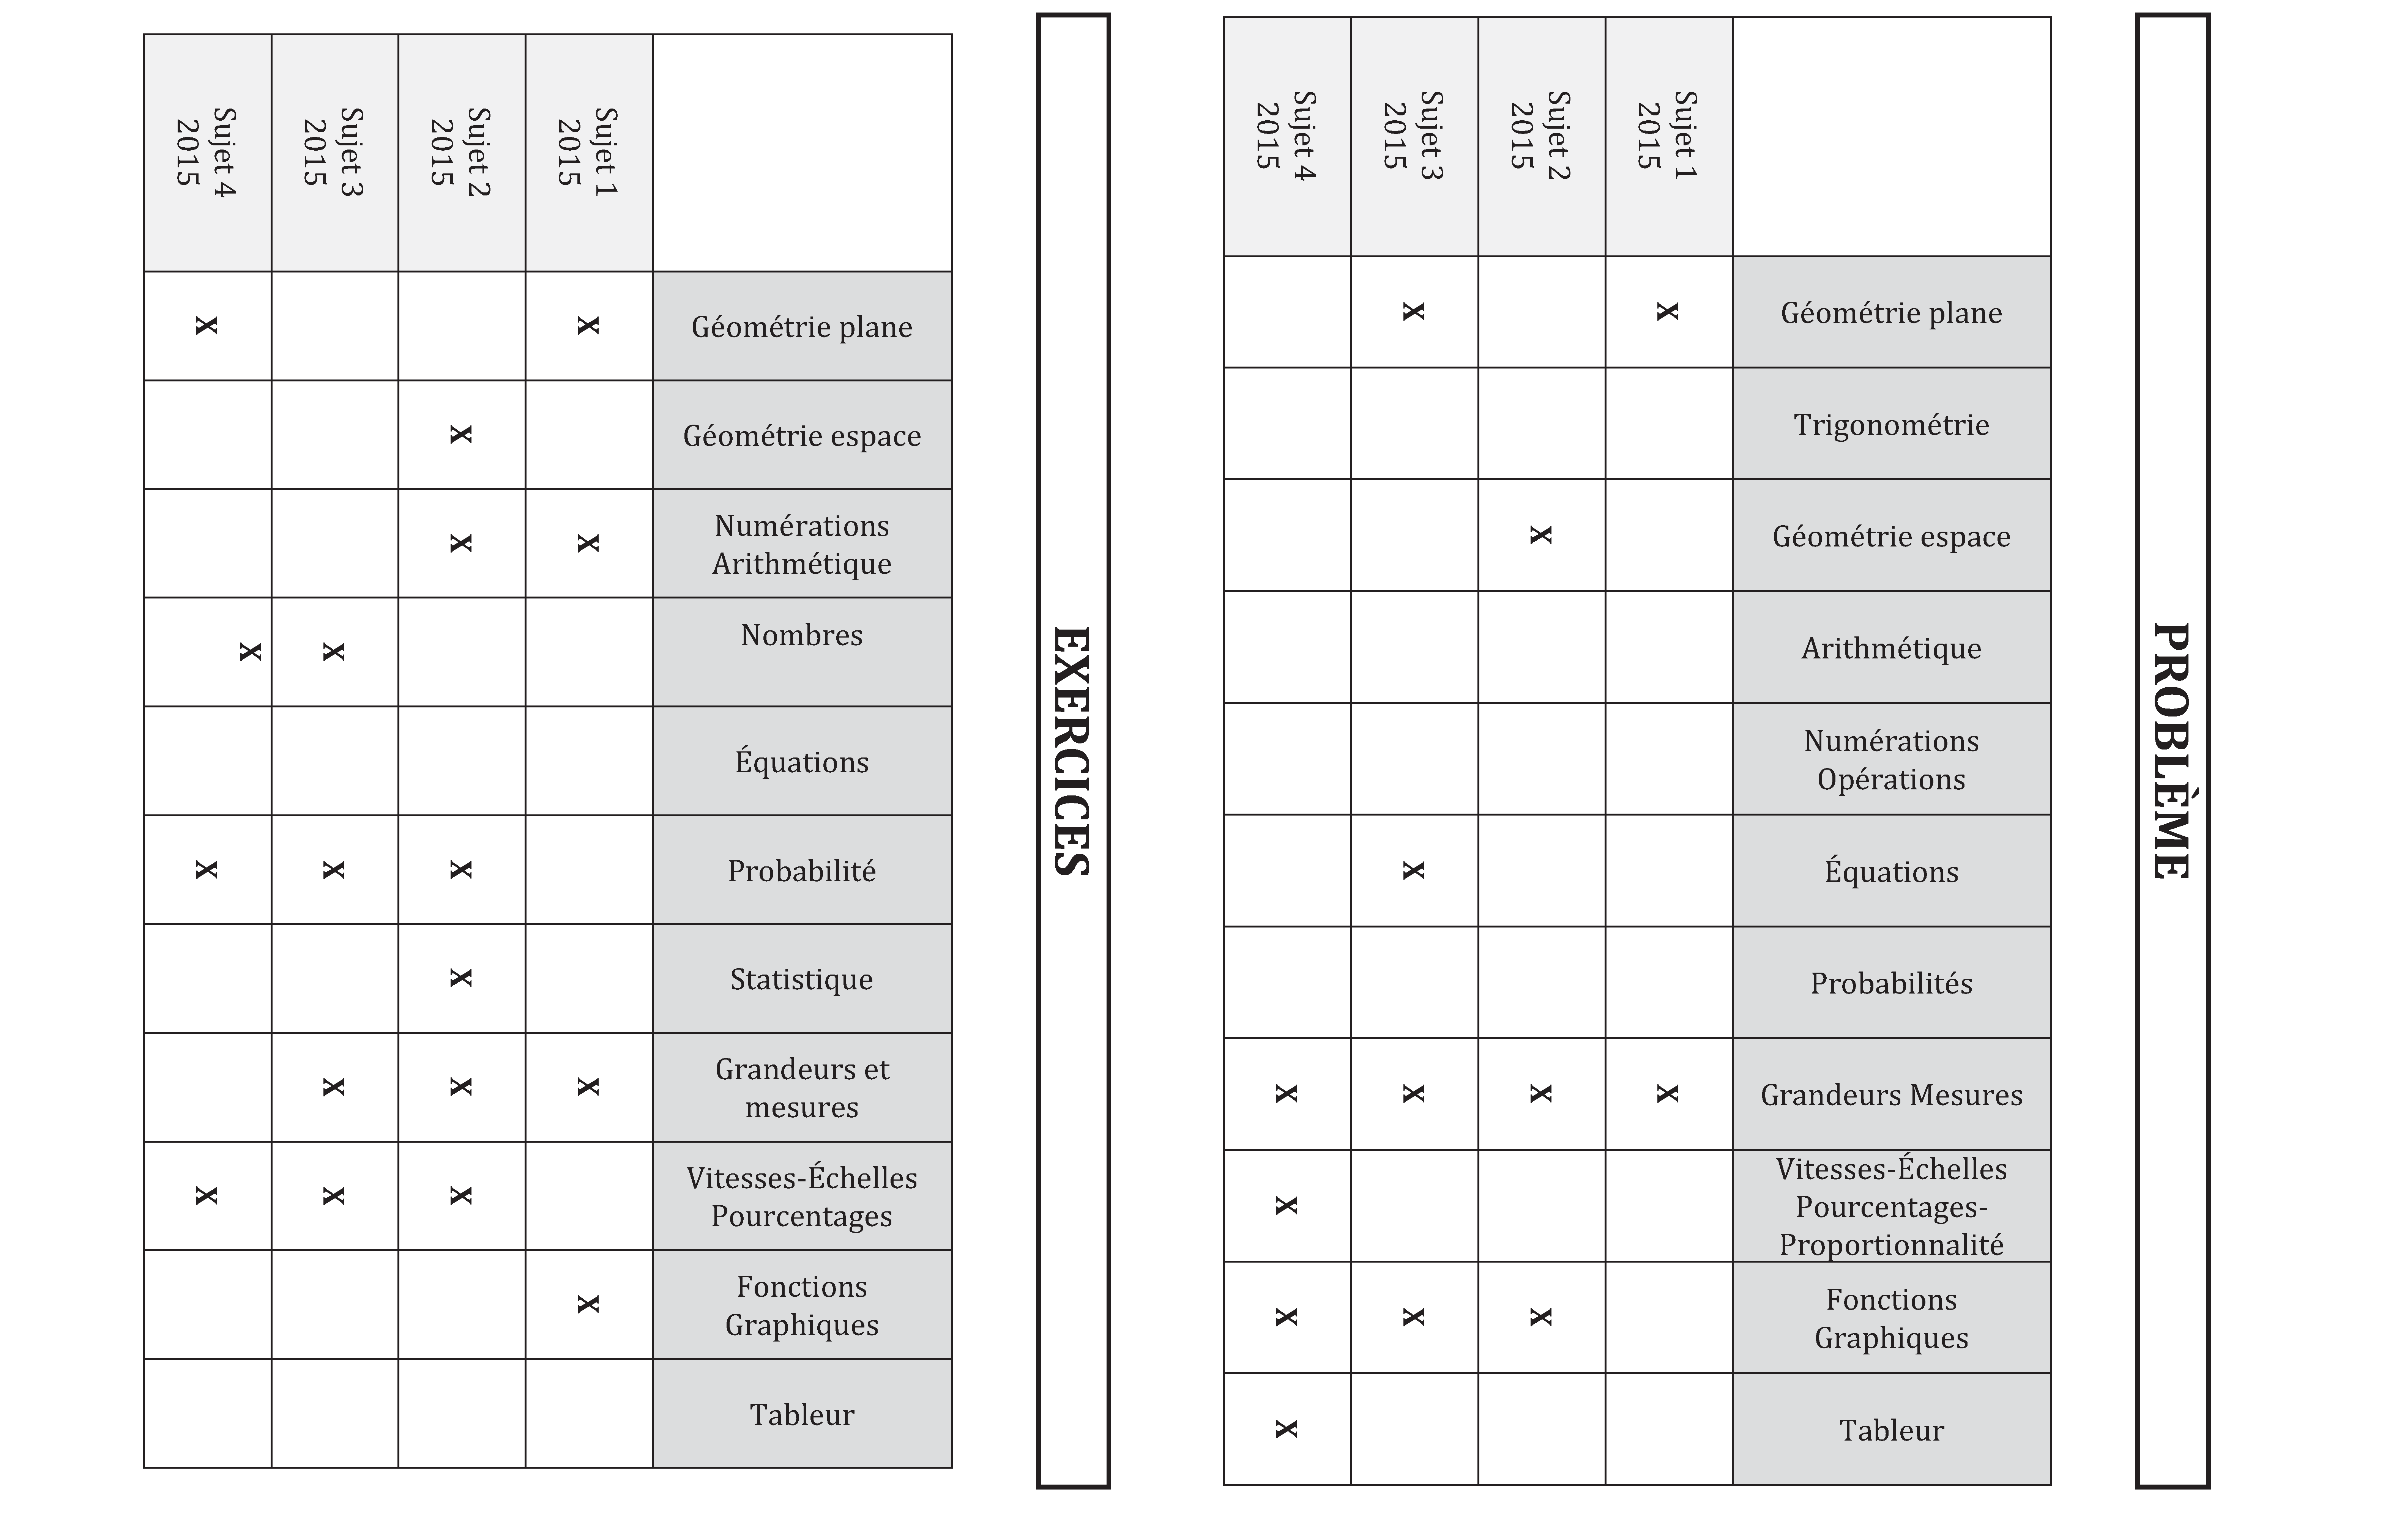 EXERCICES
Sujet 4
2015
Sujet 3
2015
Sujet 2
2015
Sujet 1
2015
x x Géométrie plane
x Géométrie espace
x x Numérations
Arithmétique
x x Nombres
Équations
x x x Probabilité
x Statistique
x x x Grandeurs et
mesures
x x x Vitesses-Échelles
Pourcentages
x Fonctions
Graphiques
Tableur
PROBLÈME
Sujet 4
2015
Sujet 3
2015
Sujet 2
2015
Sujet 1
2015
x x Géométrie plane
Trigonométrie
x Géométrie espace
Arithmétique
Numérations
Opérations
x Équations
Probabilités
x x x x Grandeurs Mesures
x Vitesses-Échelles
Pourcentages-
Proportionnalité
x x x Fonctions
Graphiques
x Tableur